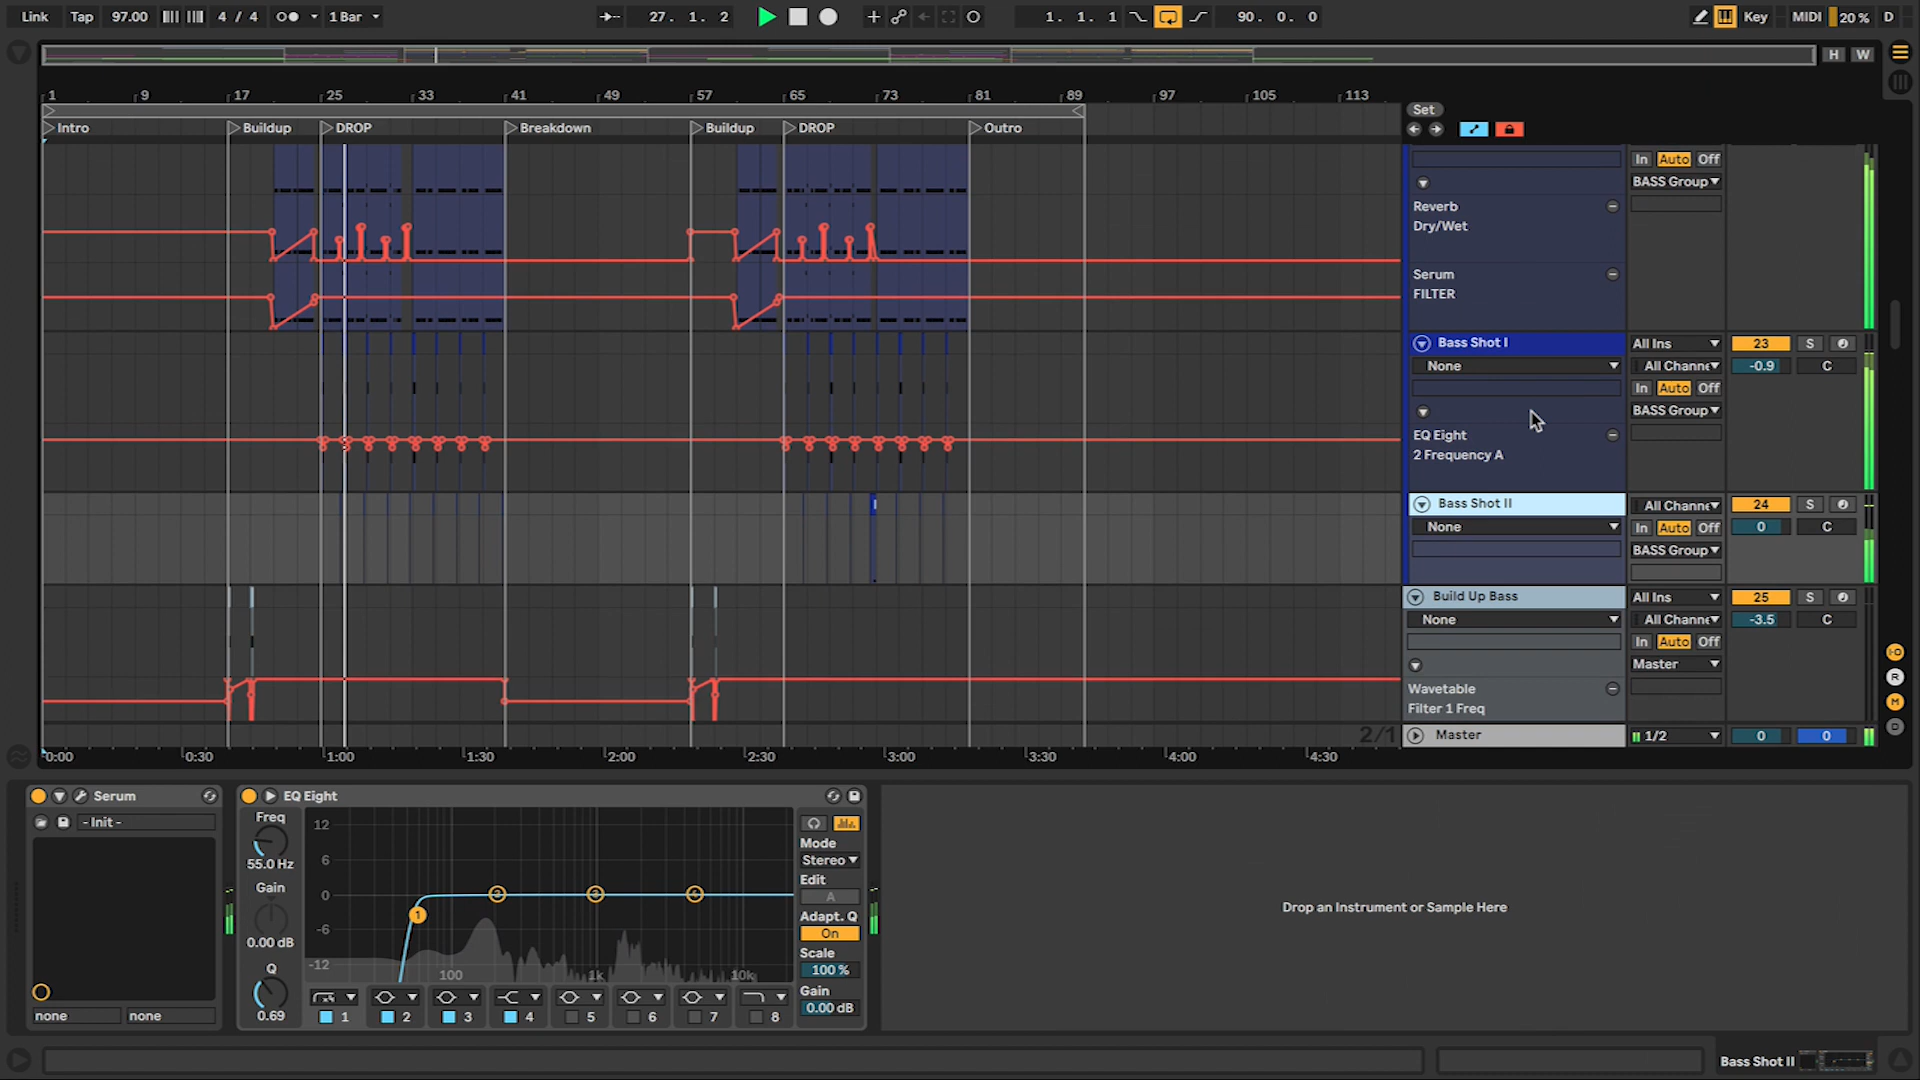 Link Tap 97.00 4 / 4 1 Bar 27. 1. 2 1. 1. 1 90. 0. 0 Key MIDI 20 % D
H W
1 9 17 25 33 41 49 57 65 73 81 89 97 105 113
Set
Intro Buildup DROP Breakdown Buildup DROP Outro
In Auto Off
BASS Group
Reverb
Dry/Wet
Serum
FILTER
Bass Shot I All Ins 23 S
None All Channe -0.9 C
In Auto Off
BASS Group
EQ Eight
2 Frequency A
Bass Shot II All Channe 24 S
None In Auto Off 0 C
BASS Group
Build Up Bass All Ins 25 S
None All Channe -3.5 C
In Auto Off
Master
Wavetable
Filter 1 Freq
R
M
D
2/1 Master 1/2 0 0
0:00 0:30 1:00 1:30 2:00 2:30 3:00 3:30 4:00 4:30
Serum EQ Eight
- Init -
Freq
55.0 Hz
Gain
0.00 dB
Q
0.69
12
6
0
-6
-12
1 2 3 4
100 1k 10k
Mode
Stereo
Edit
A
Adapt. Q
On
Scale
100 %
Gain
0.00 dB
none none
1 2 3 4 5 6 7 8
Drop an Instrument or Sample Here
Bass Shot II